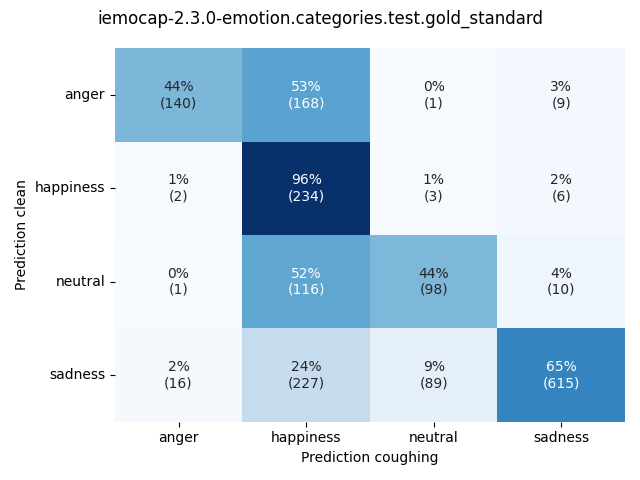 iemocap-2.3.0-emotion.categories.test.gold_standard
anger
44% 53% 0% 3%
(140) (168) (1) (9)
happiness
1% 96% 1% 2%
(2) (234) (3) (6)
neutral
0% 52% 44% 4%
(1) (116) (98) (10)
sadness
2% 24% 9% 65%
(16) (227) (89) (615)
Prediction clean
anger happiness neutral sadness
Prediction coughing